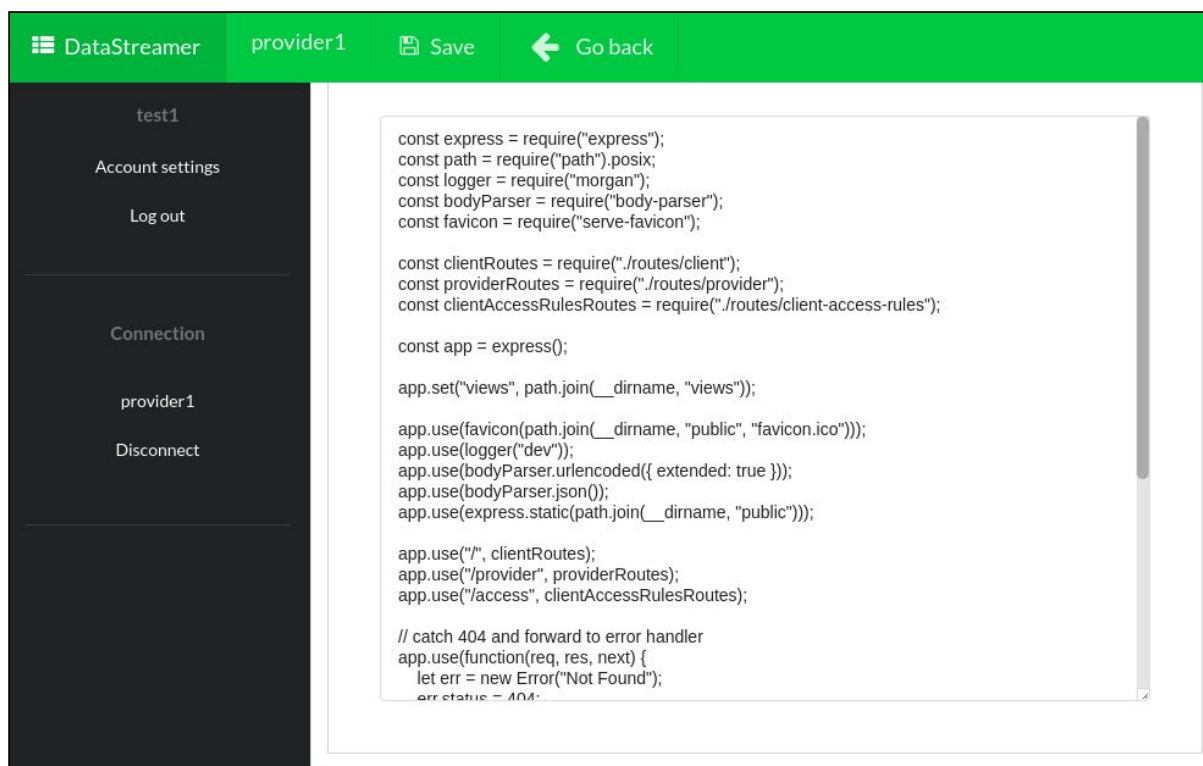 DataStreamer provider1 Save Go back
test1
Account settings
Log out
Connection
provider1
Disconnect
const express = require("express");
const path = require("path").posix;
const logger = require("morgan");
const bodyParser = require("body-parser");
const favicon = require("serve-favicon");
const clientRoutes = require("./routes/client");
const providerRoutes = require("./routes/provider");
const clientAccessRulesRoutes = require("./routes/client-access-rules");
const app = express();
app.set("views", path.join(__dirname, "views"));
app.use(favicon(path.join(__dirname, "public", "favicon.ico")));
app.use(logger("dev"));
app.use(bodyParser.urlencoded({ extended: true }));
app.use(bodyParser.json());
app.use(express.static(path.join(__dirname, "public")));
app.use("/", clientRoutes);
app.use("/provider", providerRoutes);
app.use("/access", clientAccessRulesRoutes);
// catch 404 and forward to error handler
app.use(function(req, res, next) {
let err = new Error("Not Found");
err.status = 404;